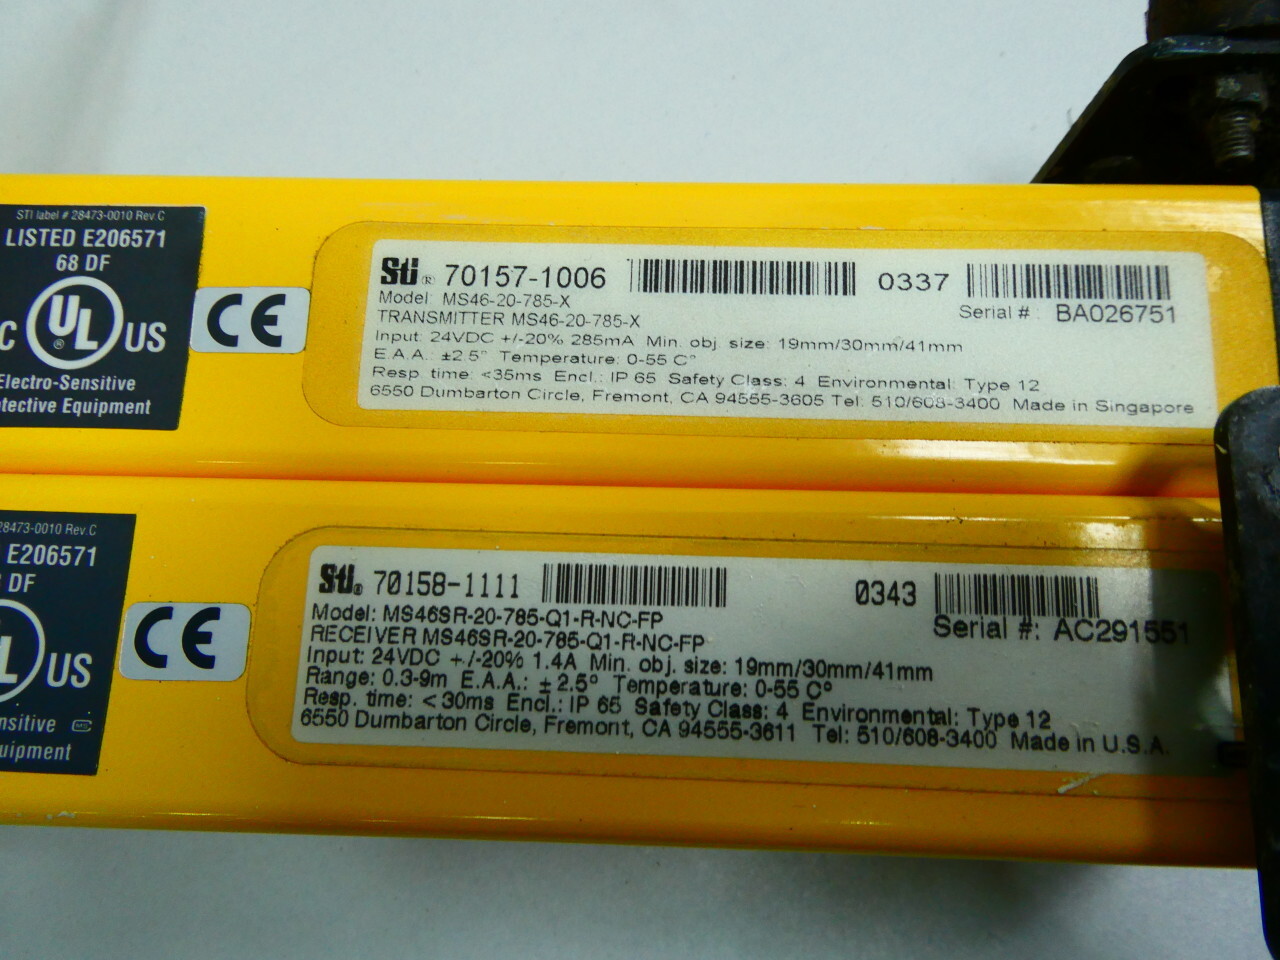 STI label # 28473-0010 Rev.C
LISTED E206571
68 DF
C UL ® US
CE
Electro-Sensitive
tective Equipment
Sti ® 70157-1006 0337
Model: MS46-20-785-X Serial #: BA026751
TRANSMITTER MS46-20-785-X
Input: 24VDC +/-20% 285mA Min. obj. size: 19mm/30mm/41mm
E.A.A.: ±2.5° Temperature: 0-55 C°
Resp. time: <35ms Encl.: IP 65 Safety Class: 4 Environmental: Type 12
6550 Dumbarton Circle, Fremont, CA 94555-3605 Tel: 510/608-3400 Made in Singapore
28473-0010 Rev.C
E206571
DF
UL US
CE
nsitive
uipment
Sti ® 70158-1111 0343
Model: MS46SR-20-785-Q1-R-NC-FP Serial #: AC291551
RECEIVER MS46SR-20-785-Q1-R-NC-FP
Input: 24VDC +/-20% 1.4A Min. obj. size: 19mm/30mm/41mm
Range: 0.3-9m E.A.A.: ±2.5° Temperature: 0-55 C°
Resp. time: <30ms Encl.: IP 65 Safety Class: 4 Environmental: Type 12
6550 Dumbarton Circle, Fremont, CA 94555-3611 Tel: 510/608-3400 Made in U.S.A.